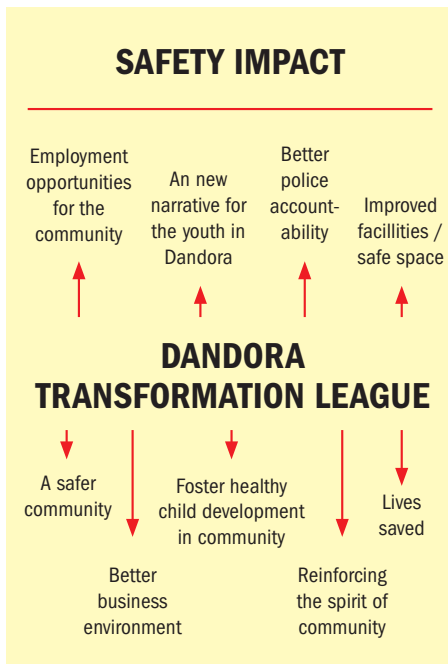 SAFETY IMPACT
Employment
opportunities
for the
community
An new
narrative for
the youth in
Dandora
Better
police
account-
ability
Improved
facillities /
safe space
DANDORA
TRANSFORMATION LEAGUE
A safer
community
Better
business
environment
Foster healthy
child development
in community
Reinforcing
the spirit of
community
Lives
saved